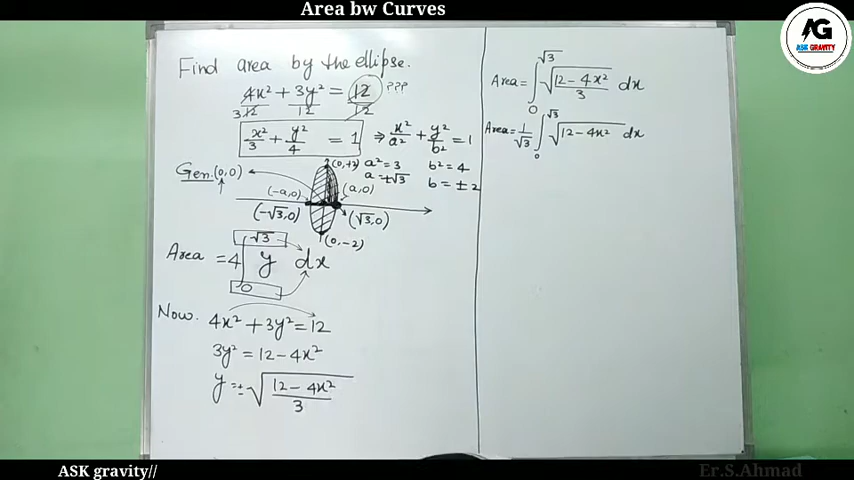 Area bw Curves
AG
ASK GRAVITY
Find area by the ellipse.
4x² + 3y² = 12 ???
3 12 12 12
x²/3 + y²/4 = 1 ⇒ x²/a² + y²/b² = 1
Gen: (0,0)
(0,+2) a² = 3 b² = 4
a = ±√3 b = ± 2
(-a,0) (a,0)
(-√3,0) (√3,0)
(0,-2)
Area = 4 ∫₀^√3 y dx
Now. 4x² + 3y² = 12
3y² = 12 - 4x²
y = ± √((12 - 4x²)/3)
Area = ∫₀^√3 √((12 - 4x²)/3) dx
Area = 1/√3 ∫₀^√3 √(12 - 4x²) dx
ASK gravity//
Er.S.Ahmad